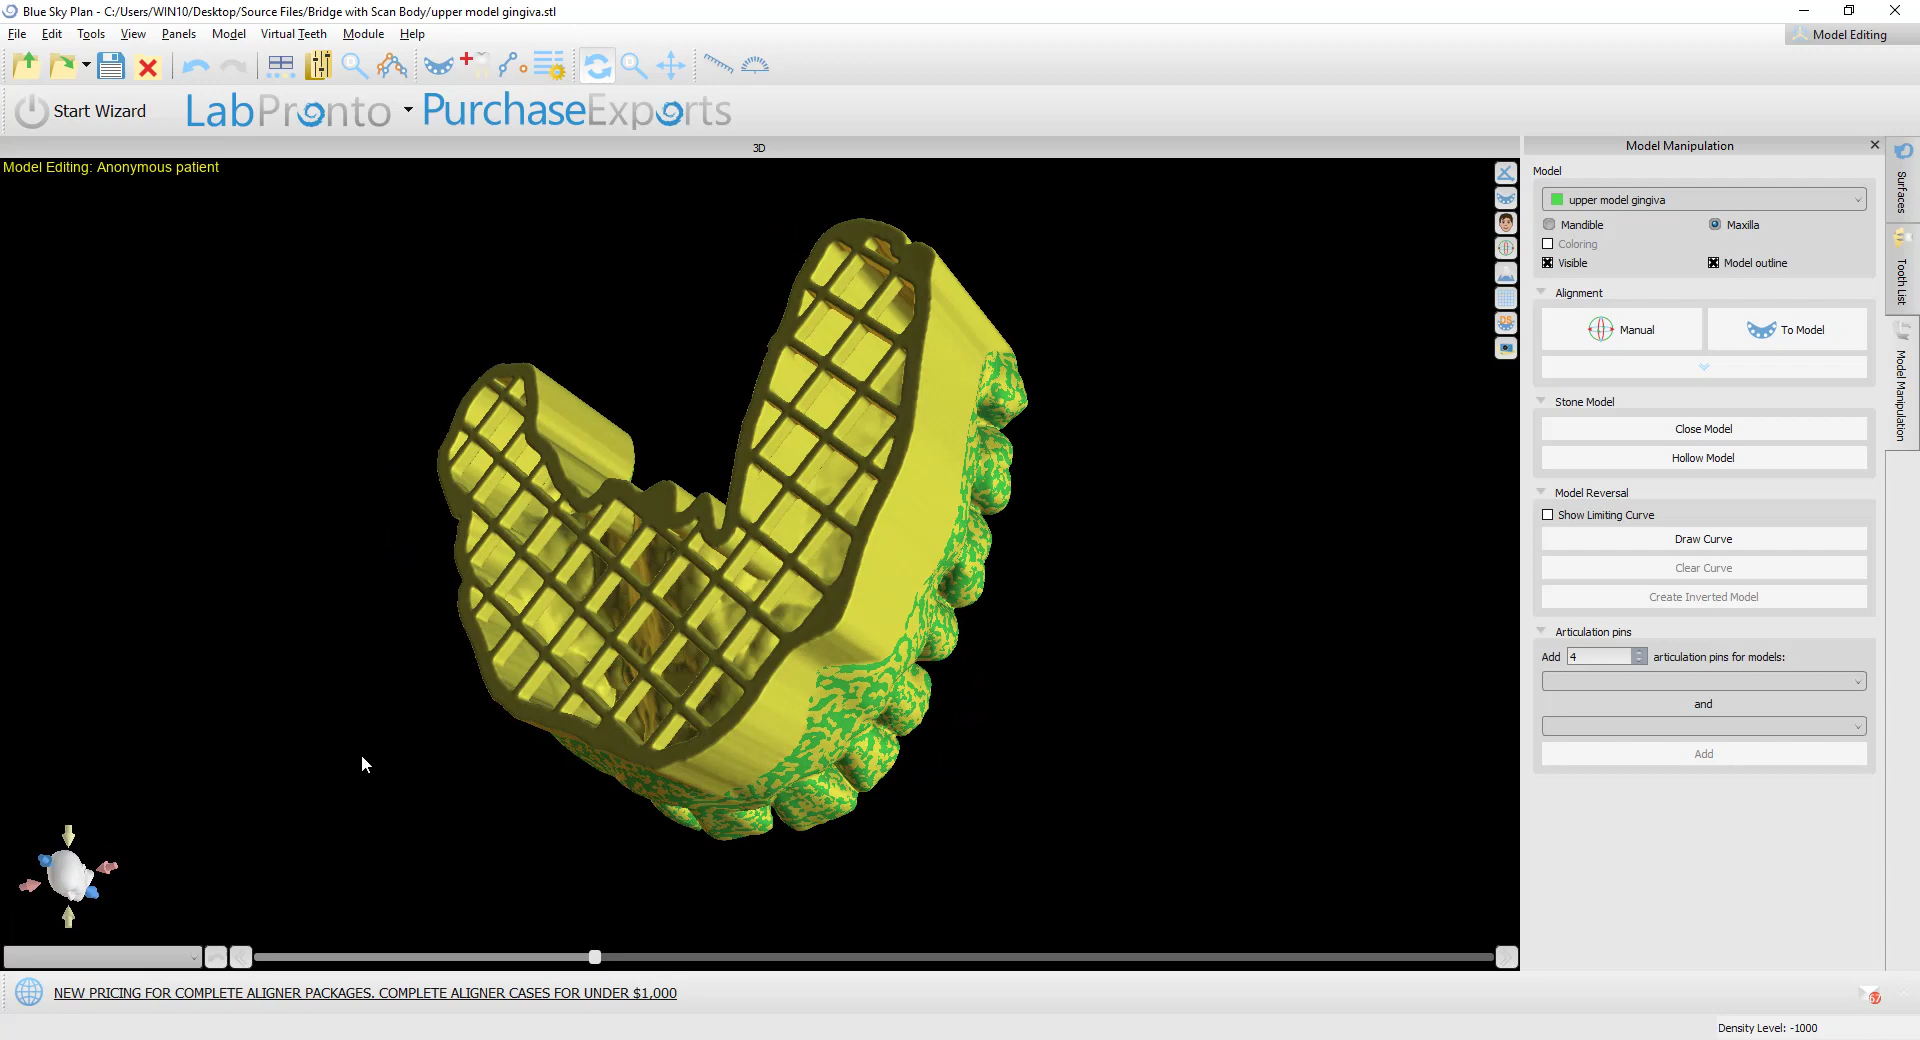 Blue Sky Plan - C:/Users/WIN10/Desktop/Source Files/Bridge with Scan Body/upper model gingiva.stl
File Edit Tools View Panels Model Virtual Teeth Module Help
Model Editing
Start Wizard LabPronto PurchaseExports
3D
Model Editing: Anonymous patient
DS
Model Manipulation
Model
upper model gingiva
Mandible Maxilla
Coloring
Visible Model outline
Alignment
Manual To Model
Stone Model
Close Model
Hollow Model
Model Reversal
Show Limiting Curve
Draw Curve
Clear Curve
Create Inverted Model
Articulation pins
Add 4 articulation pins for models:
and
Add
Surfaces
Tooth List
Model Manipulation
NEW PRICING FOR COMPLETE ALIGNER PACKAGES. COMPLETE ALIGNER CASES FOR UNDER $1,000
67
Density Level: -1000